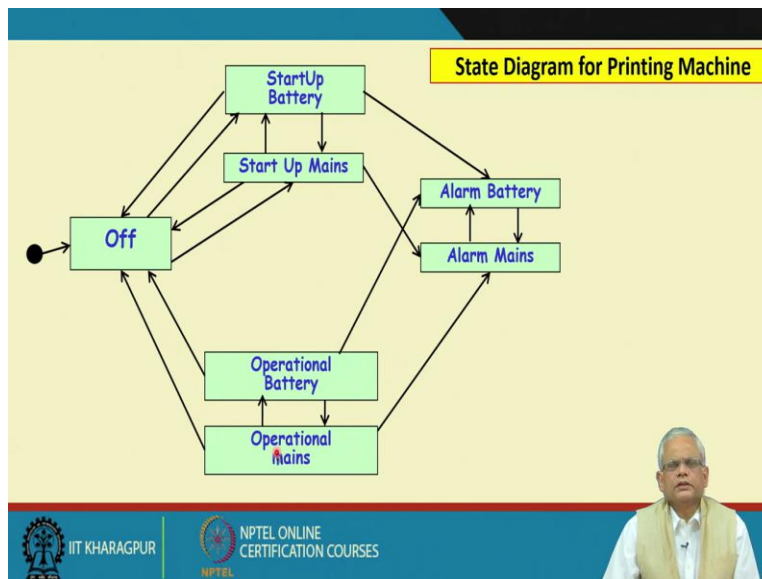 State Diagram for Printing Machine
StartUp
Battery
Start Up Mains
Alarm Battery
Off
Alarm Mains
Operational
Battery
Operational
Mains
IIT KHARAGPUR
NPTEL
NPTEL ONLINE
CERTIFICATION COURSES